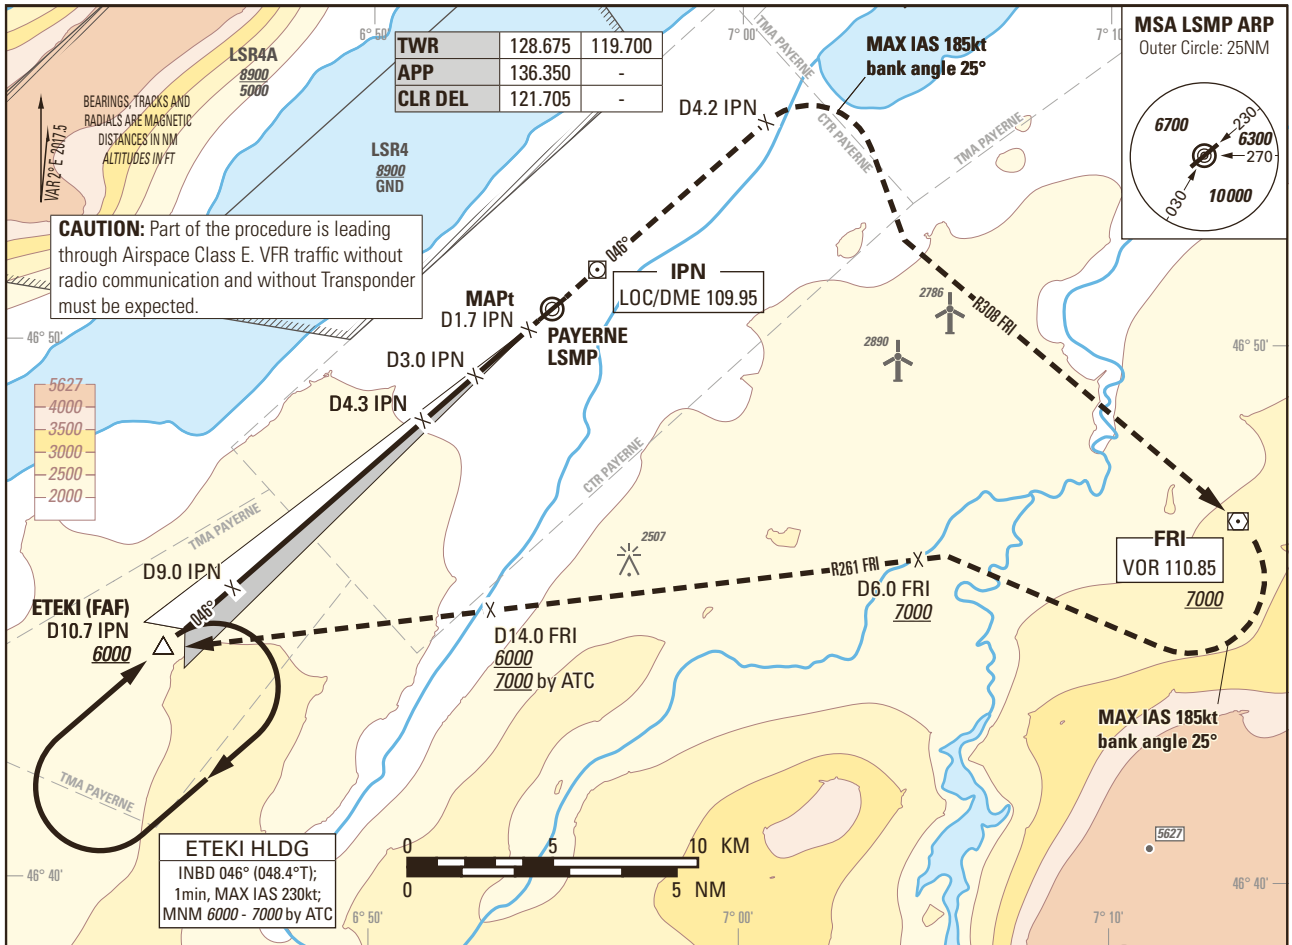 6° 50'
7° 00'
7° 10'
TWR 128.675 119.700
APP 136.350 -
CLR DEL 121.705 -
MSA LSMP ARP
Outer Circle: 25NM
6700
230
6300
270
030
10000
LSR4A
8900
5000
BEARINGS, TRACKS AND
RADIALS ARE MAGNETIC
DISTANCES IN NM
ALTITUDES IN FT
VAR 2° E 2017.5
LSR4
8900
GND
TMA PAYERNE
MAX IAS 185kt
bank angle 25°
D4.2 IPN
CTR PAYERNE
TMA PAYERNE
CAUTION: Part of the procedure is leading
through Airspace Class E. VFR traffic without
radio communication and without Transponder
must be expected.
046°
IPN
LOC/DME 109.95
MAPt
D1.7 IPN
PAYERNE
LSMP
2786
R308 FRI
2890
46° 50'
46° 50'
D3.0 IPN
D4.3 IPN
5627
4000
3500
3000
2500
2000
CTR PAYERNE
TMA PAYERNE
2507
FRI
VOR 110.85
7000
D9.0 IPN
046°
ETEKI (FAF)
D10.7 IPN
6000
R261 FRI
D6.0 FRI
7000
D14.0 FRI
6000
7000 by ATC
MAX IAS 185kt
bank angle 25°
TMA PAYERNE
5627
ETEKI HLDG
INBD 046° (048.4°T);
1min, MAX IAS 230kt;
MNM 6000 - 7000 by ATC
0 5 10 KM
0 5 NM
46° 40'
46° 40'
6° 50'
7° 00'
7° 10'